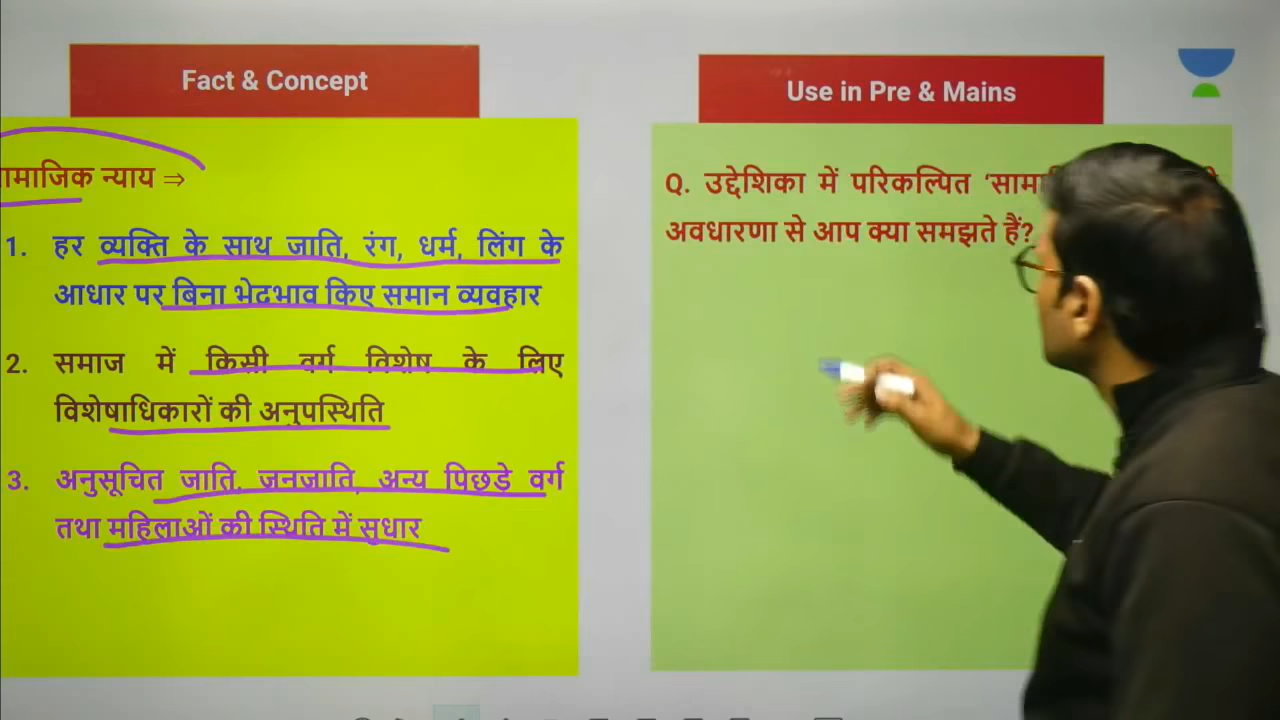 Fact & Concept
न्याय ⇒
1. हर व्यक्ति के साथ जाति, रंग, धर्म, लिंग के
आधार पर बिना भेदभाव किए समान व्यवहार
2. समाज में किसी वर्ग विशेष के लिए
विशेषाधिकारों की अनुपस्थिति
3. अनुसूचित जाति, जनजाति, अन्य पिछडे वर्ग
तथा महिलाओं की स्थिति में सुधार
Use in Pre & Mains
Q. उद्देशिका में परिकल्पित
अवधारणा से आप क्या समझते हैं?